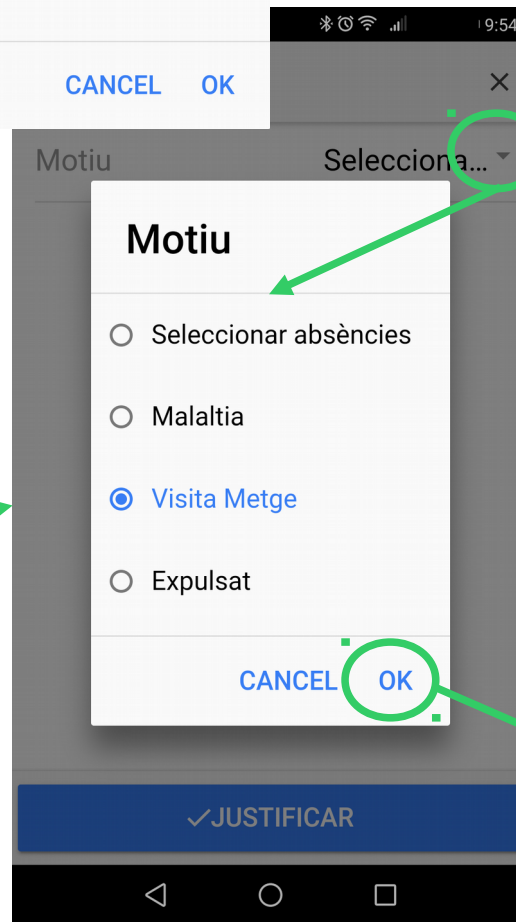 CANCEL OK
9:54
Motiu Selecciona...
Motiu
Seleccionar absències
Malaltia
Visita Metge
Expulsat
CANCEL OK
JUSTIFICAR